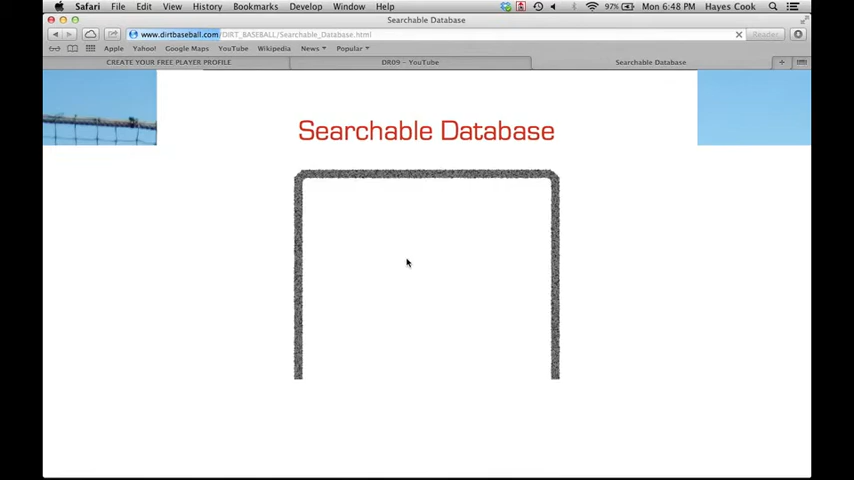 Safari File Edit View History Bookmarks Develop Window Help 97% Mon 6:48 PM Hayes Cook
Searchable Database
www.dirtbaseball.com/DIRT_BASEBALL/Searchable_Database.html Reader
Apple Yahoo! Google Maps YouTube Wikipedia News Popular
CREATE YOUR FREE PLAYER PROFILE DR09 – YouTube Searchable Database
Searchable Database